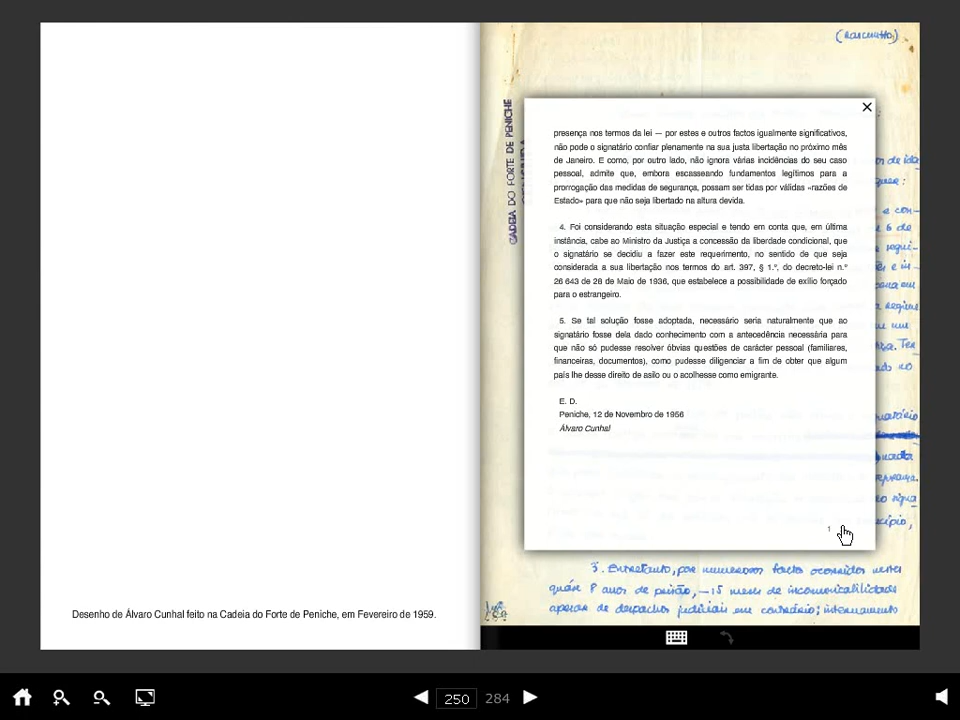 (Rascunho)
CADEIA DO FORTE DE PENICHE
presença nos termos da lei — por estes e outros factos igualmente significativos,
não pode o signatário confiar plenamente na sua justa libertação no próximo mês
de Janeiro. E como, por outro lado, não ignora várias incidências do seu caso
pessoal, admite que, embora escasseando fundamentos legítimos para a
prorrogação das medidas de segurança, possam ser tidas por válidas «razões de
Estado» para que não seja libertado na altura devida.
4. Foi considerando esta situação especial e tendo em conta que, em última
instância, cabe ao Ministro da Justiça a concessão da liberdade condicional, que
o signatário se decidiu a fazer este requerimento, no sentido de que seja
considerada a sua libertação nos termos do art. 397, § 1.º, do decreto-lei n.º
26 643 de 28 de Maio de 1936, que estabelece a possibilidade de exílio forçado
para o estrangeiro.
5. Se tal solução fosse adoptada, necessário seria naturalmente que ao
signatário fosse dela dado conhecimento com a antecedência necessária para
que não só pudesse resolver óbvias questões de carácter pessoal (familiares,
financeiras, documentos), como pudesse diligenciar a fim de obter que algum
país lhe desse direito de asilo ou o acolhesse como emigrante.
E. D.
Peniche, 12 de Novembro de 1956
Álvaro Cunhal
1
3. Entretanto, por numerosos factos ocorridos nestes
quási 8 anos de prisão, — 15 meses de incomunicabilidade
apesar de despachos judiciais em contrário; internamento
Desenho de Álvaro Cunhal feito na Cadeia do Forte de Peniche, em Fevereiro de 1959.
250 284